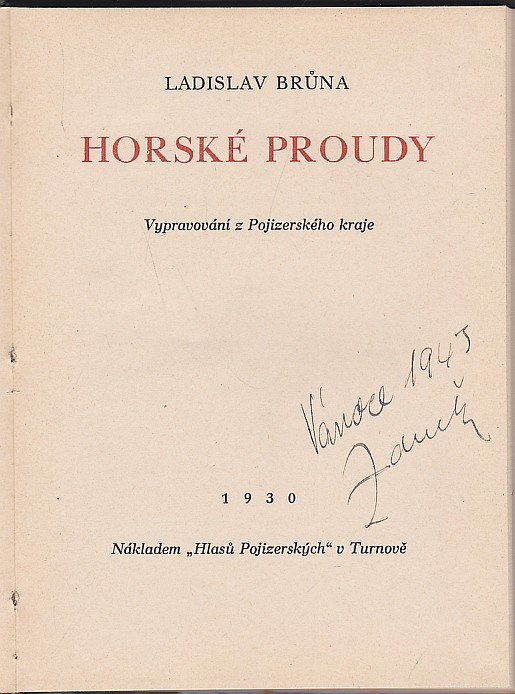 LADISLAV BRŮNA
HORSKÉ PROUDY
Vypravování z Pojizerského kraje
Vánoce 1945
1930
Nákladem „Hlasů Pojizerských" v Turnově